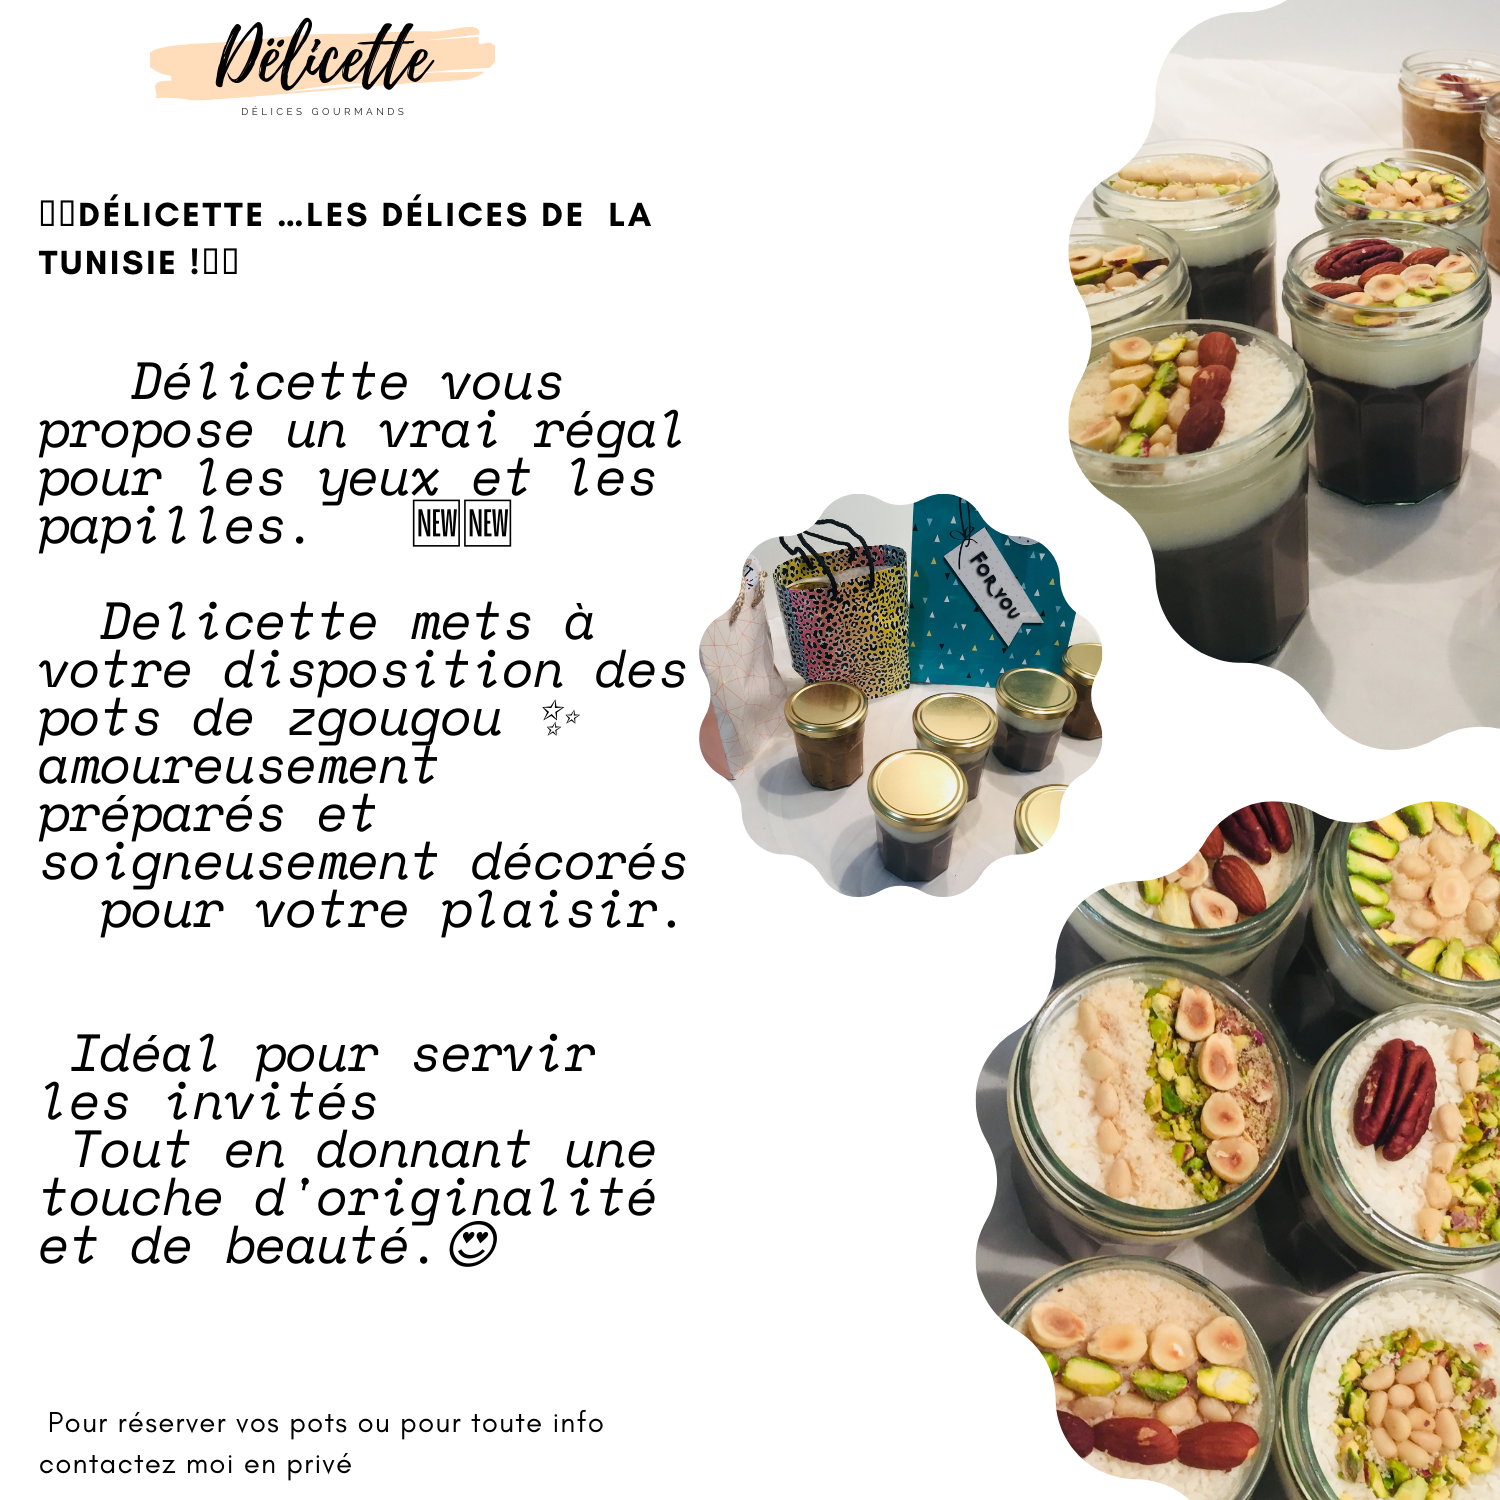 Dëlicette
DÉLICES GOURMANDS
DÉLICETTE ...LES DÉLICES DE LA
TUNISIE !
Délicette vous
propose un vrai régal
pour les yeux et les
papilles. 🆕🆕
Delicette mets à
votre disposition des
pots de zgougou ✨
amoureusement
préparés et
soigneusement décorés
pour votre plaisir.
Idéal pour servir
les invités
Tout en donnant une
touche d'originalité
et de beauté.😍
Pour réserver vos pots ou pour toute info
contactez moi en privé
FOR YOU